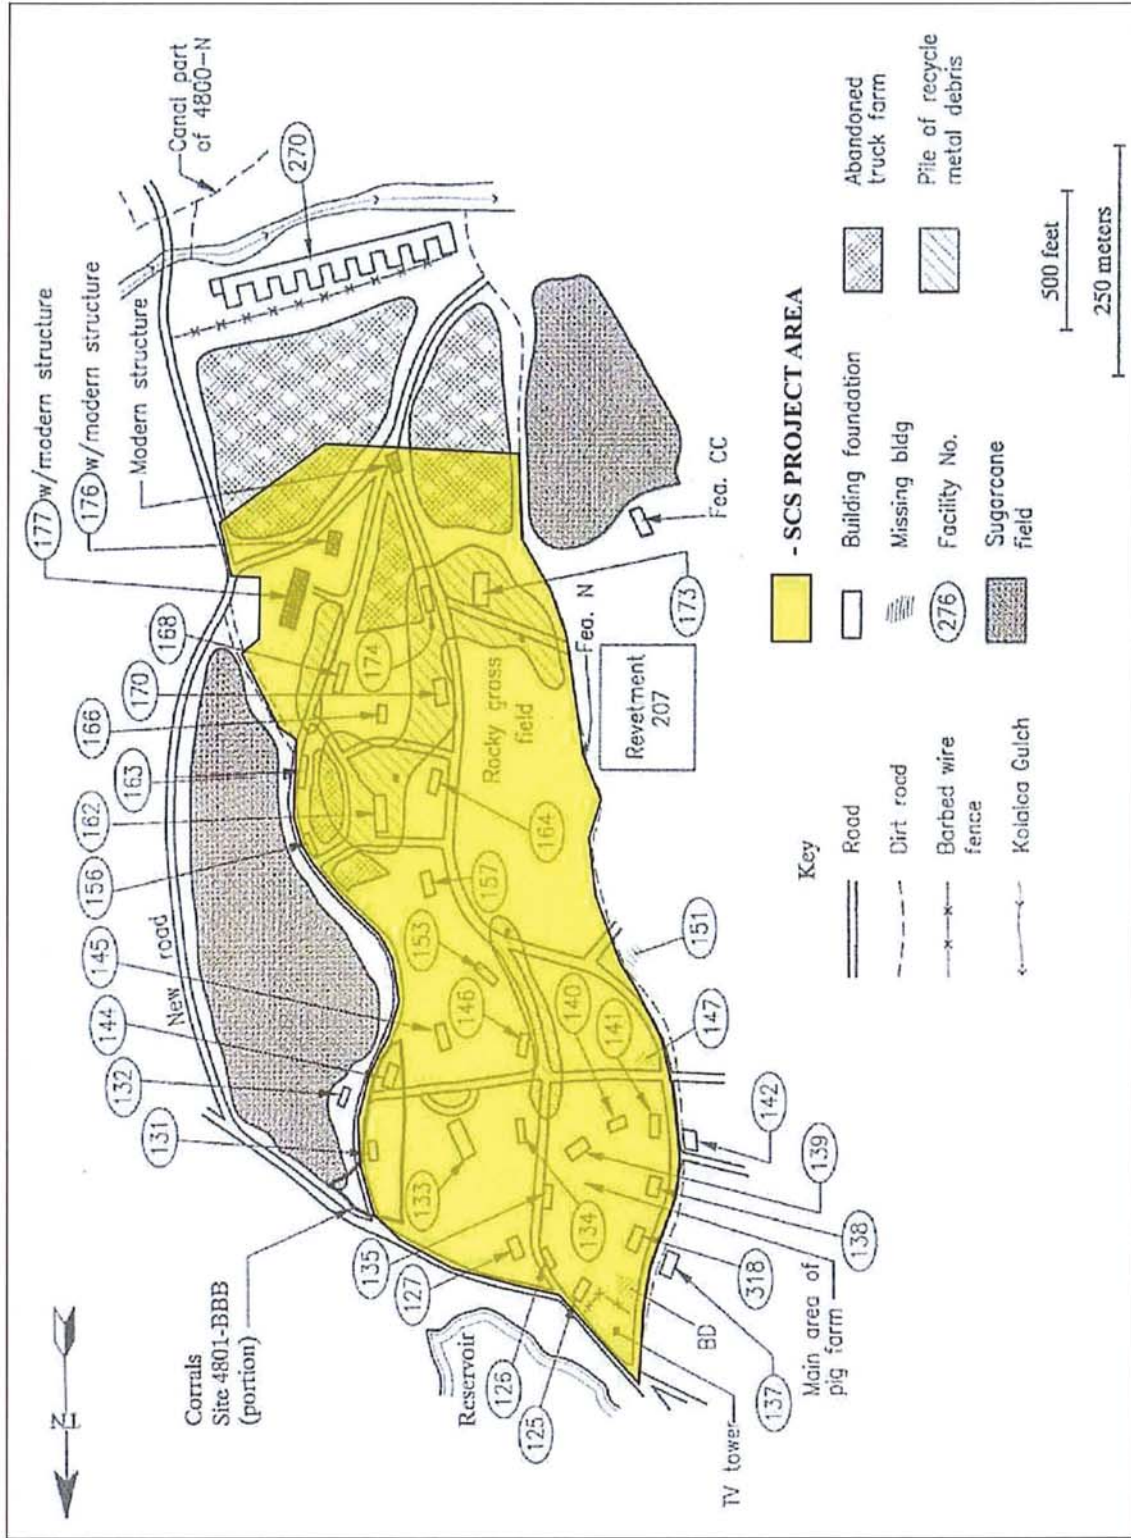 177 w/modern structure
176 w/modern structure
Modern structure
Canal part
of 4800-N
270
168
170
166
163
162
156
145
144
132
131
New road
Corrals
Site 4801-BBB
(portion)
N
174
Rocky grass
field
164
157
153
146
140
141
133
134
135
127
Reservoir
126
125
TV tower
BD
137
Main area of
pig farm
318
138
139
142
147
151
Fea. N
Revetment
207
173
Fea. CC
- SCS PROJECT AREA
Key
Road
Dirt road
Barbed wire
fence
Kolaloa Gulch
Building foundation
Missing bldg
276
Facility No.
Sugarcane
field
Abandoned
truck farm
Pile of recycle
metal debris
500 feet
250 meters